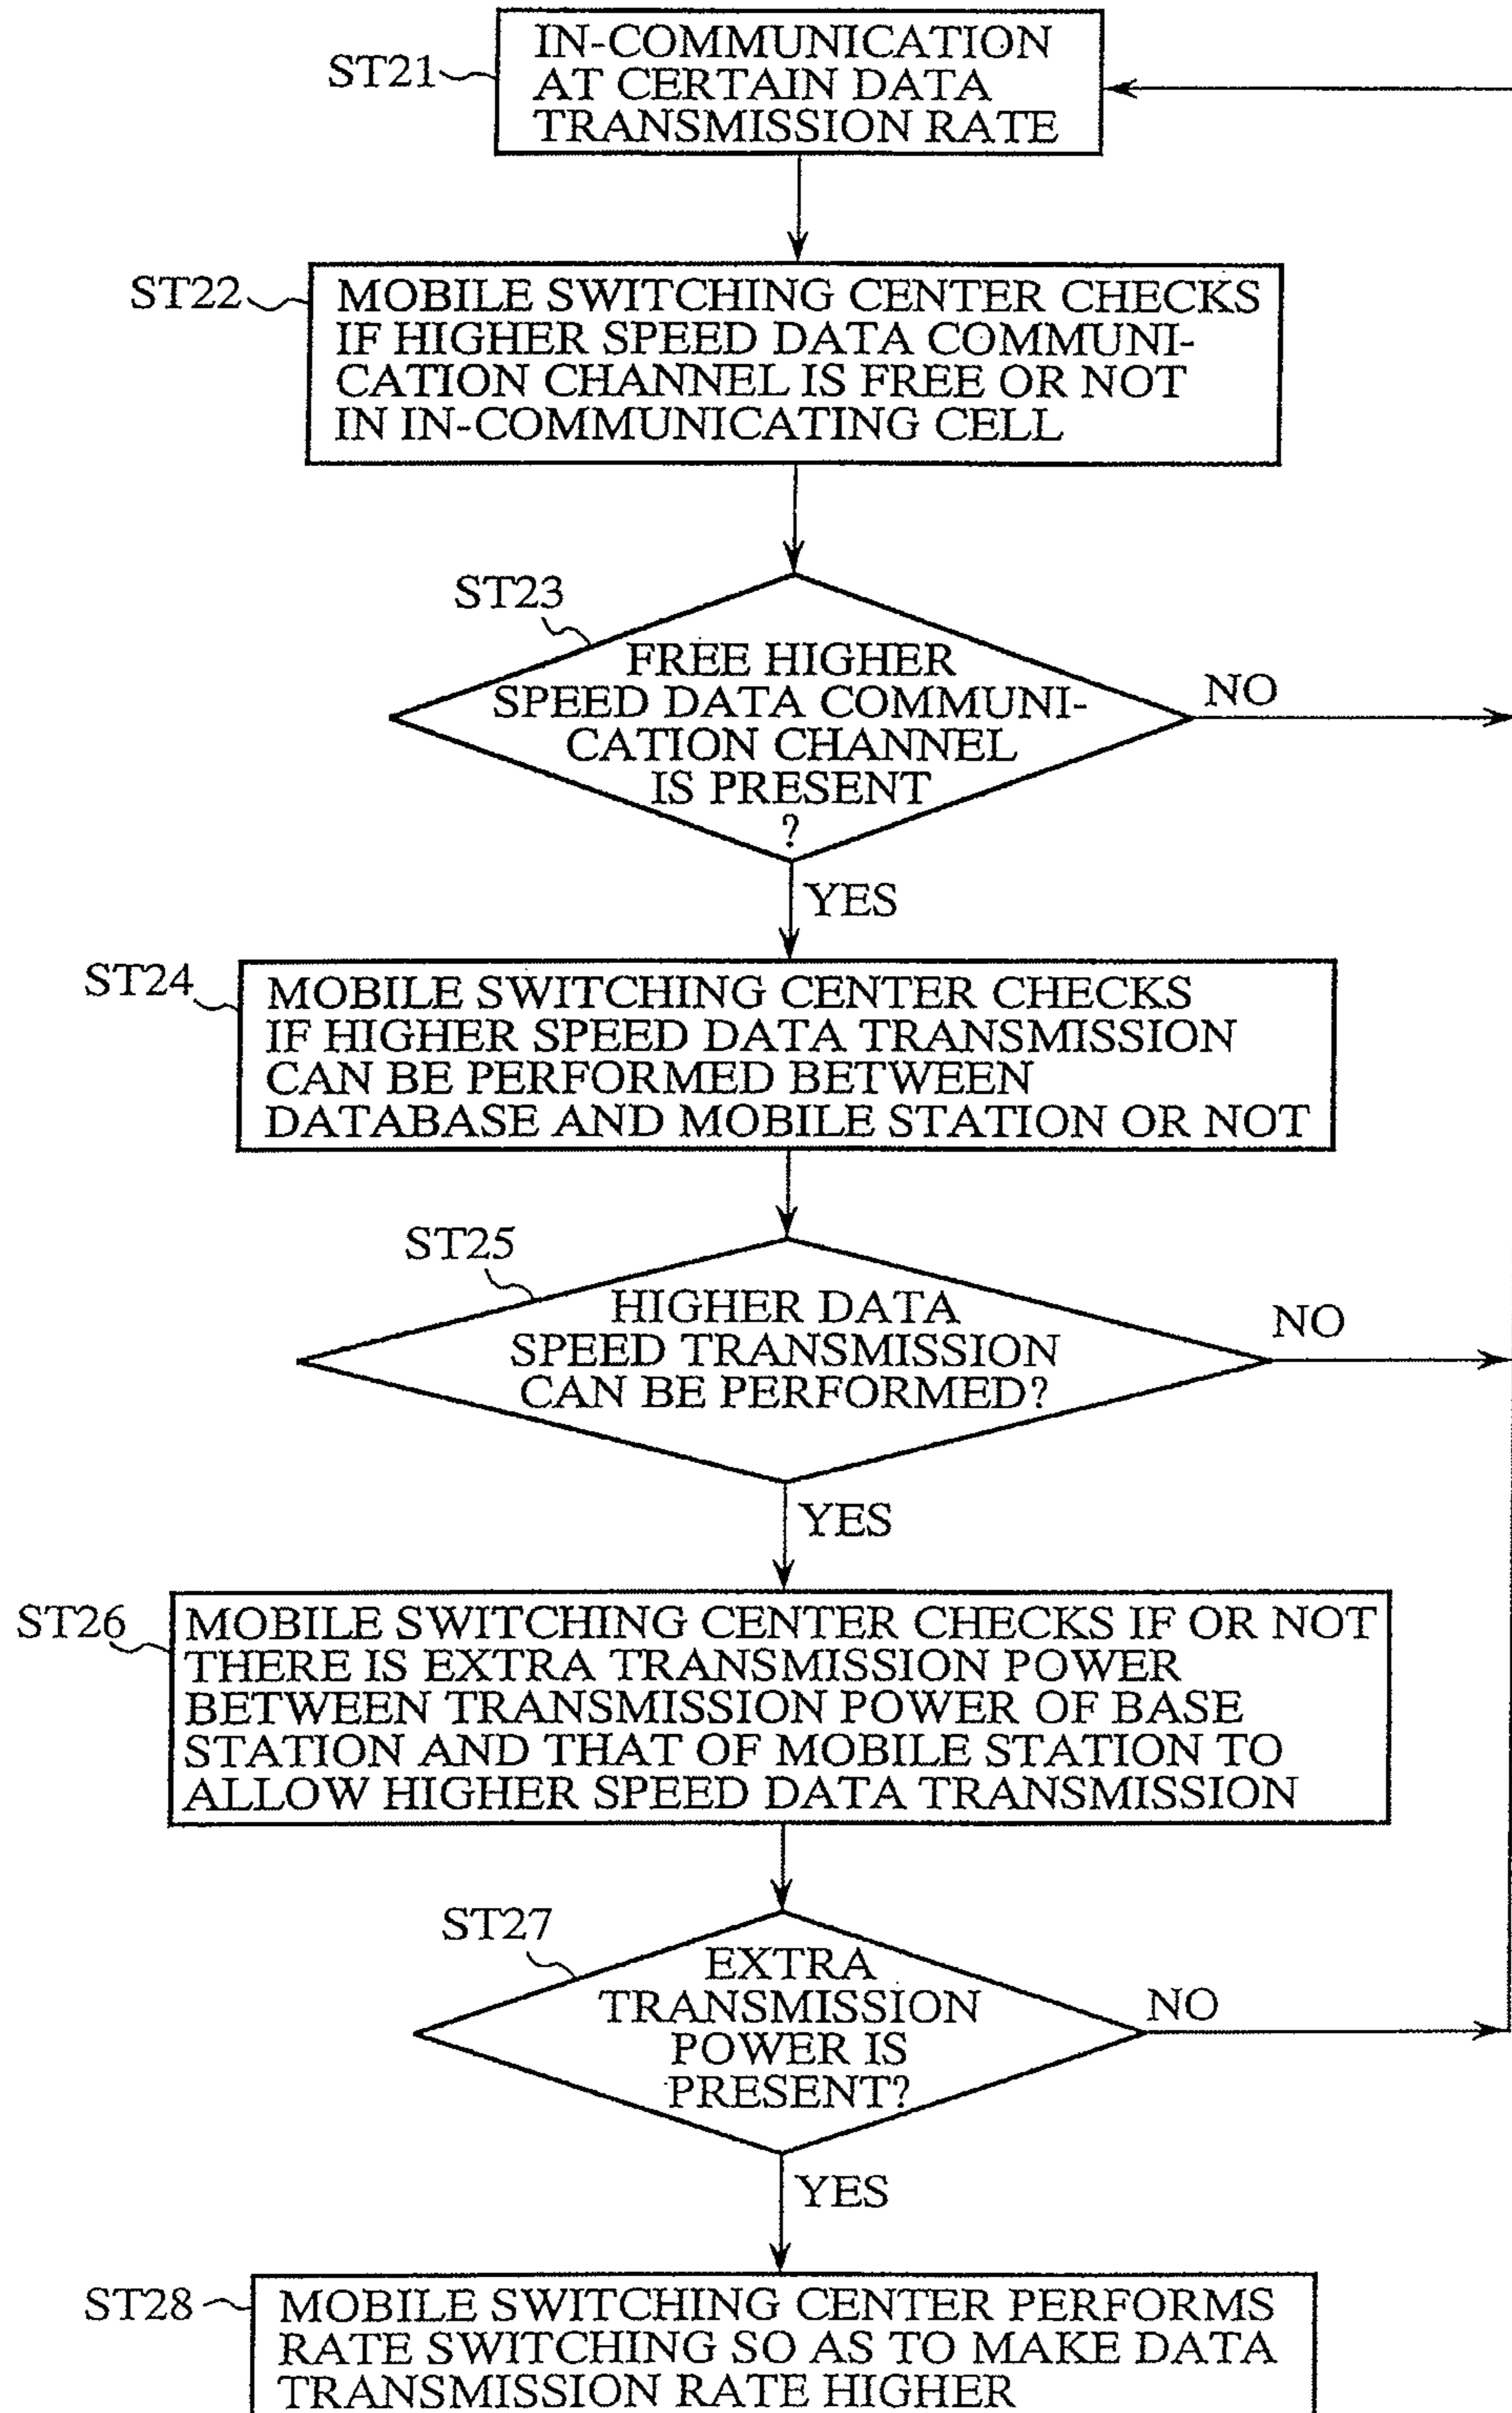 ST21
IN-COMMUNICATION
AT CERTAIN DATA
TRANSMISSION RATE
ST22
MOBILE SWITCHING CENTER CHECKS
IF HIGHER SPEED DATA COMMUNI-
CATION CHANNEL IS FREE OR NOT
IN IN-COMMUNICATING CELL
ST23
FREE HIGHER
SPEED DATA COMMUNI-
CATION CHANNEL
IS PRESENT
?
NO
YES
ST24
MOBILE SWITCHING CENTER CHECKS
IF HIGHER SPEED DATA TRANSMISSION
CAN BE PERFORMED BETWEEN
DATABASE AND MOBILE STATION OR NOT
ST25
HIGHER DATA
SPEED TRANSMISSION
CAN BE PERFORMED?
NO
YES
ST26
MOBILE SWITCHING CENTER CHECKS IF OR NOT
THERE IS EXTRA TRANSMISSION POWER
BETWEEN TRANSMISSION POWER OF BASE
STATION AND THAT OF MOBILE STATION TO
ALLOW HIGHER SPEED DATA TRANSMISSION
ST27
EXTRA
TRANSMISSION
POWER IS
PRESENT?
NO
YES
ST28
MOBILE SWITCHING CENTER PERFORMS
RATE SWITCHING SO AS TO MAKE DATA
TRANSMISSION RATE HIGHER